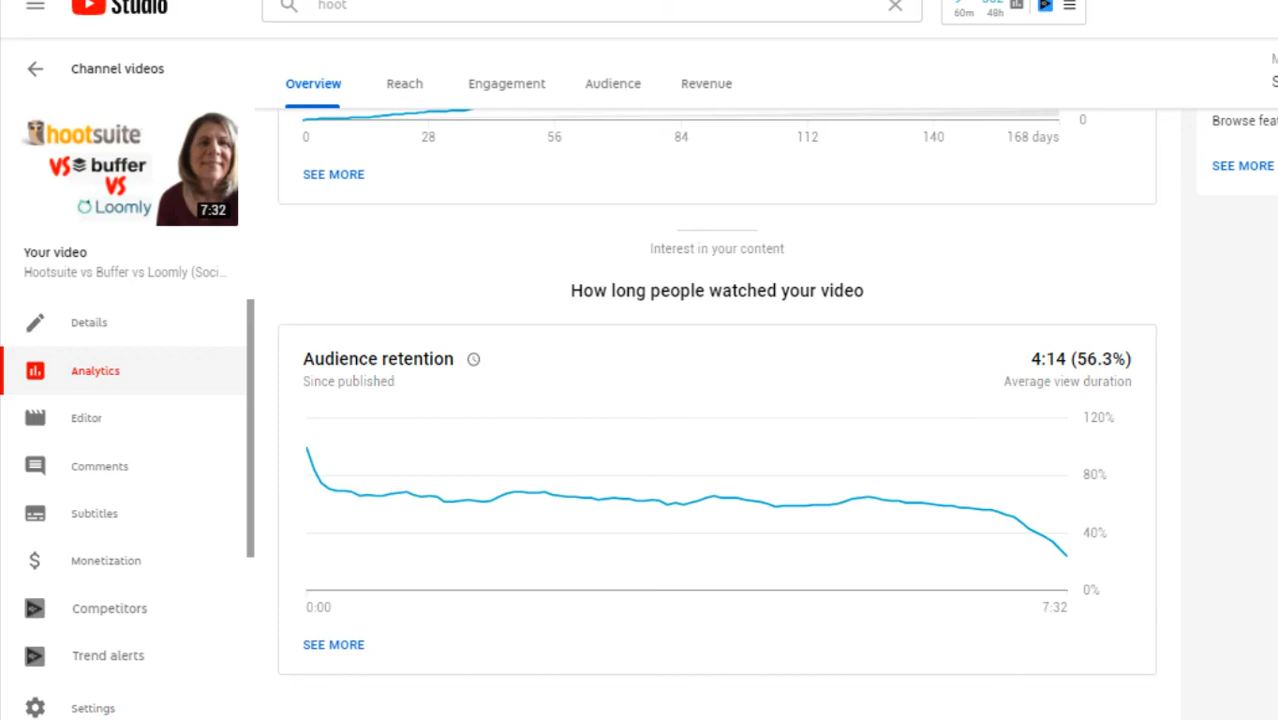 Studio
hoot
60m 48h
Channel videos
Overview
Reach
Engagement
Audience
Revenue
hootsuite
VS buffer
VS
Loomly
7:32
0 28 56 84 112 140 168 days
0
SEE MORE
Browse fea
SEE MORE
Your video
Hootsuite vs Buffer vs Loomly (Soci...
Interest in your content
How long people watched your video
Details
Analytics
Editor
Comments
Subtitles
Monetization
Competitors
Trend alerts
Settings
Audience retention
Since published
4:14 (56.3%)
Average view duration
120%
80%
40%
0%
0:00 7:32
SEE MORE